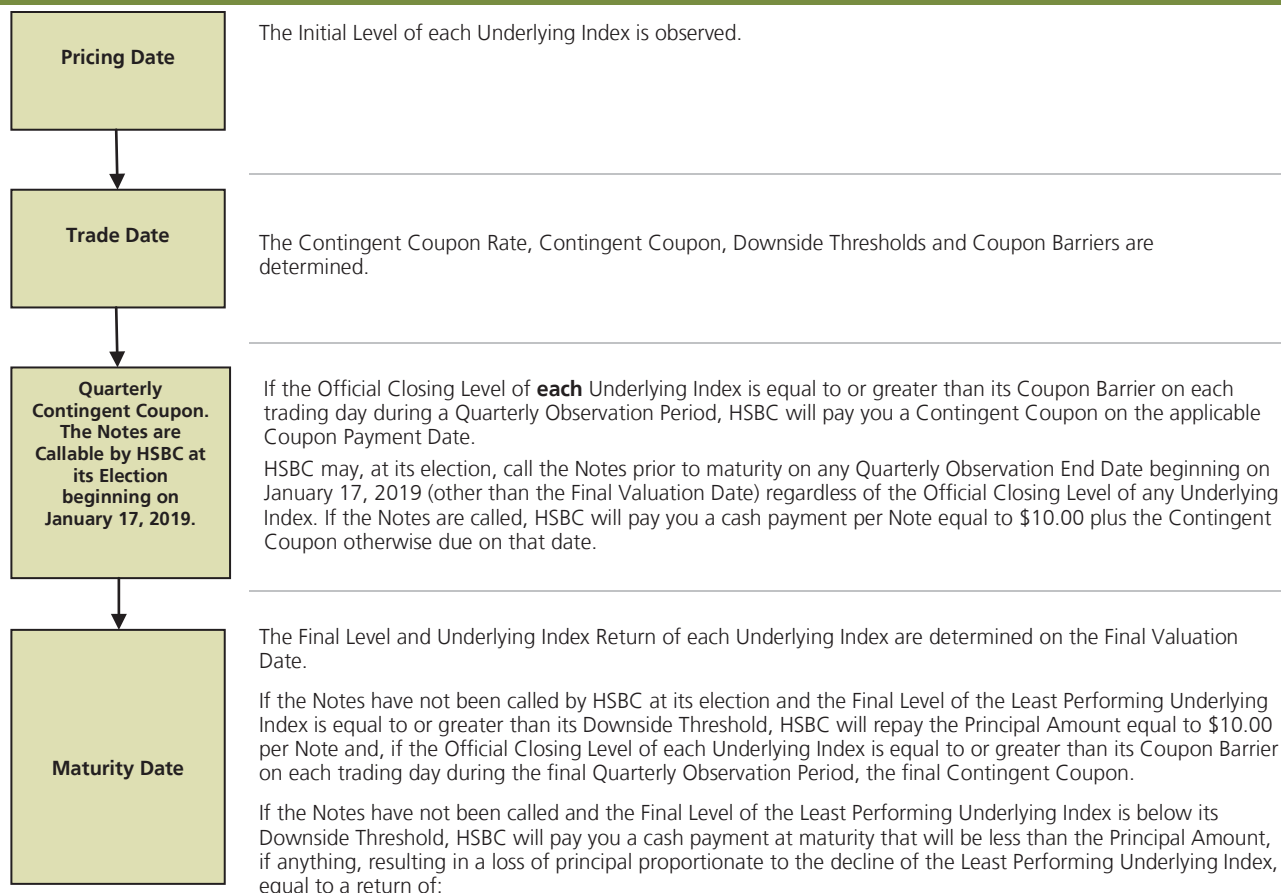 Pricing Date
The Initial Level of each Underlying Index is observed.
Trade Date
The Contingent Coupon Rate, Contingent Coupon, Downside Thresholds and Coupon Barriers are
determined.
Quarterly
Contingent Coupon.
The Notes are
Callable by HSBC at
its Election
beginning on
January 17, 2019.
If the Official Closing Level of each Underlying Index is equal to or greater than its Coupon Barrier on each
trading day during a Quarterly Observation Period, HSBC will pay you a Contingent Coupon on the applicable
Coupon Payment Date.
HSBC may, at its election, call the Notes prior to maturity on any Quarterly Observation End Date beginning on
January 17, 2019 (other than the Final Valuation Date) regardless of the Official Closing Level of any Underlying
Index. If the Notes are called, HSBC will pay you a cash payment per Note equal to $10.00 plus the Contingent
Coupon otherwise due on that date.
Maturity Date
The Final Level and Underlying Index Return of each Underlying Index are determined on the Final Valuation
Date.
If the Notes have not been called by HSBC at its election and the Final Level of the Least Performing Underlying
Index is equal to or greater than its Downside Threshold, HSBC will repay the Principal Amount equal to $10.00
per Note and, if the Official Closing Level of each Underlying Index is equal to or greater than its Coupon Barrier
on each trading day during the final Quarterly Observation Period, the final Contingent Coupon.
If the Notes have not been called and the Final Level of the Least Performing Underlying Index is below its
Downside Threshold, HSBC will pay you a cash payment at maturity that will be less than the Principal Amount,
if anything, resulting in a loss of principal proportionate to the decline of the Least Performing Underlying Index,
equal to a return of: